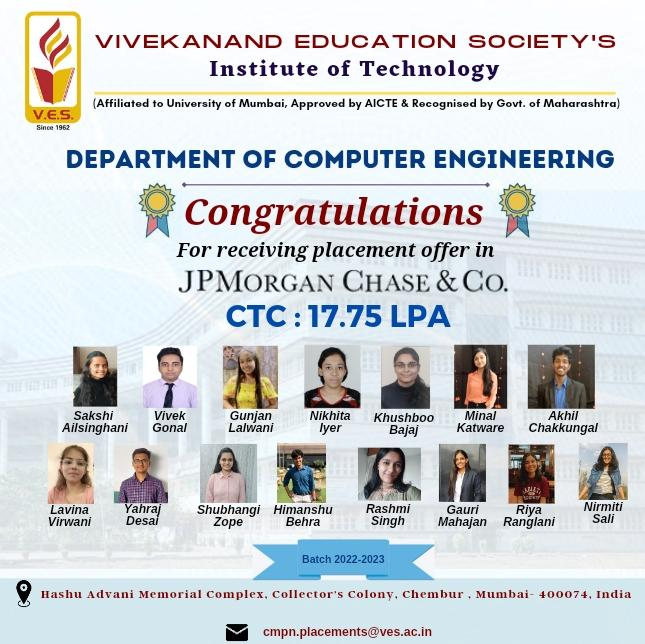 VIVEKANAND EDUCATION SOCIETY'S
Institute of Technology
(Affiliated to University of Mumbai, Approved by AICTE & Recognised by Govt. of Maharashtra)
V.E.S.
Since 1962
DEPARTMENT OF COMPUTER ENGINEERING
Congratulations
For receiving placement offer in
JPMORGAN CHASE & CO.
CTC : 17.75 LPA
Sakshi Ailsinghani
Vivek Gonal
Gunjan Lalwani
Nikhita Iyer
Khushboo Bajaj
Minal Katware
Akhil Chakkungal
Lavina Virwani
Yahraj Desai
Shubhangi Zope
Himanshu Behra
Rashmi Singh
Gauri Mahajan
Riya Ranglani
Nirmiti Sali
Batch 2022-2023
Hashu Advani Memorial Complex, Collector's Colony, Chembur , Mumbai- 400074, India
cmpn.placements@ves.ac.in